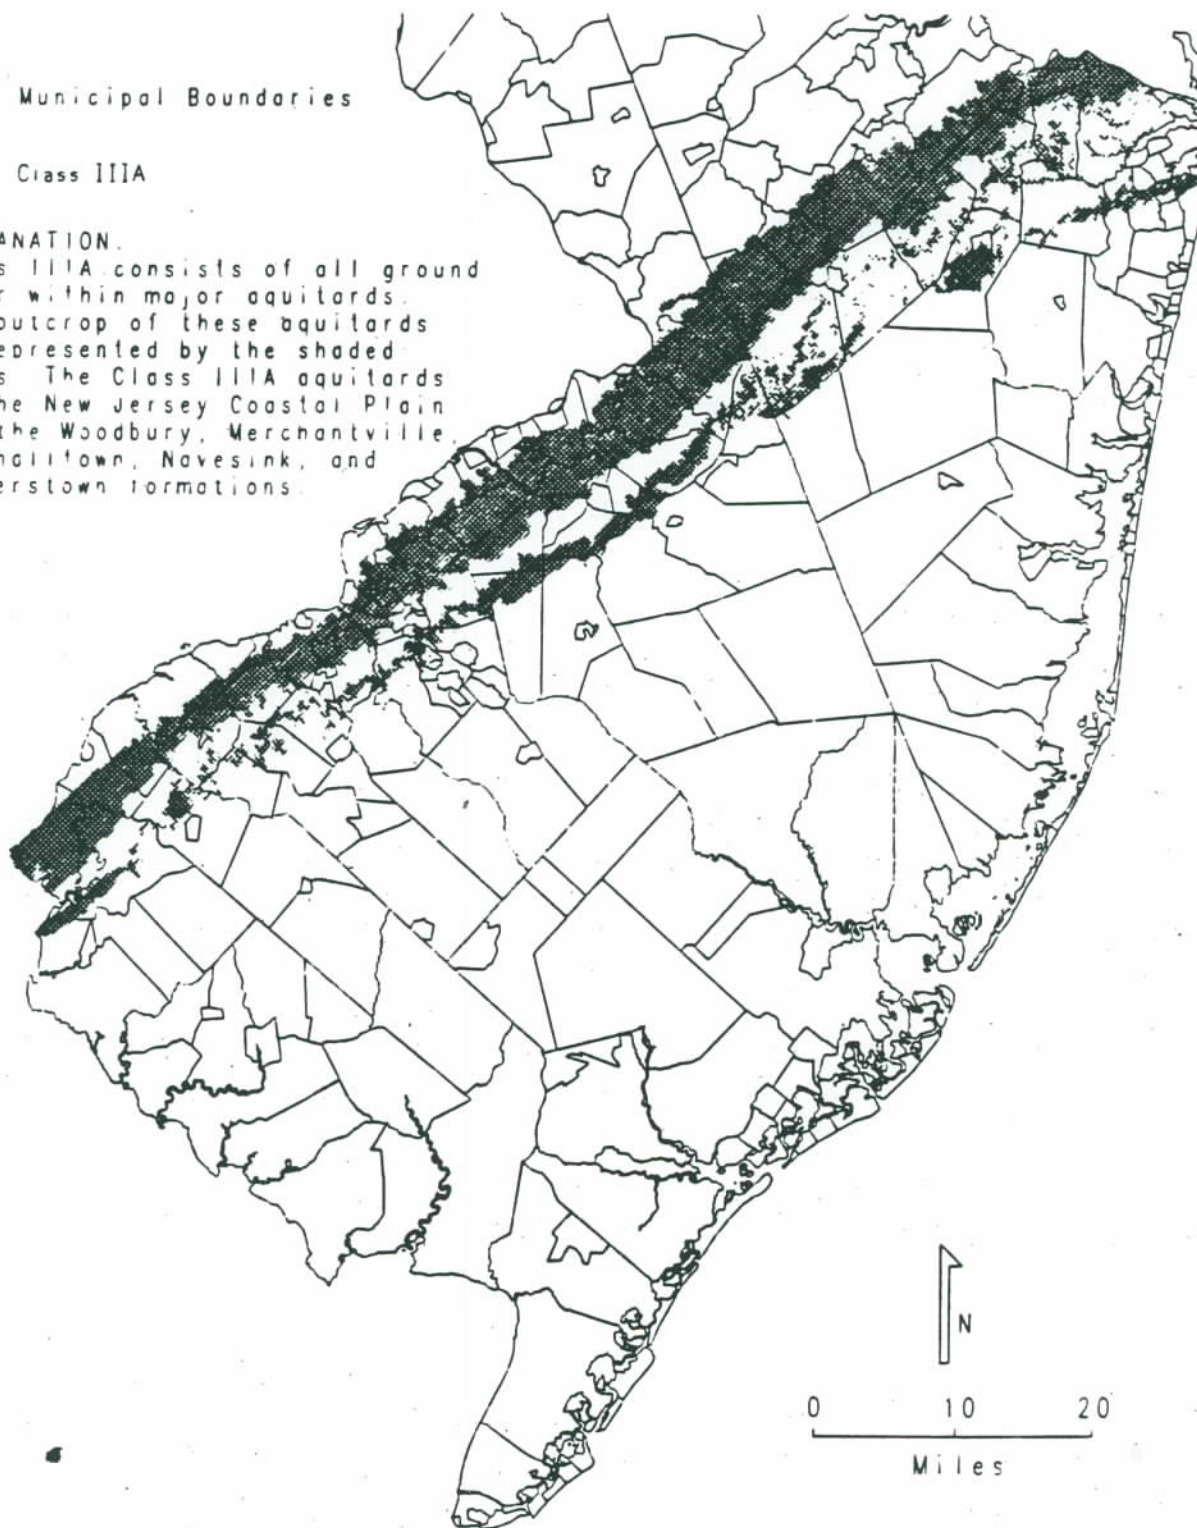 Municipal Boundaries
Class IIIA
ANATION.
s IIIA consists of all ground
r within major aquitards.
outcrop of these aquitards
epresented by the shaded
s The Class IIIA aquitards
he New Jersey Coastal Plain
the Woodbury, Merchantville,
halltown, Navesink, and
erstown formations.
N
0 10 20
Miles